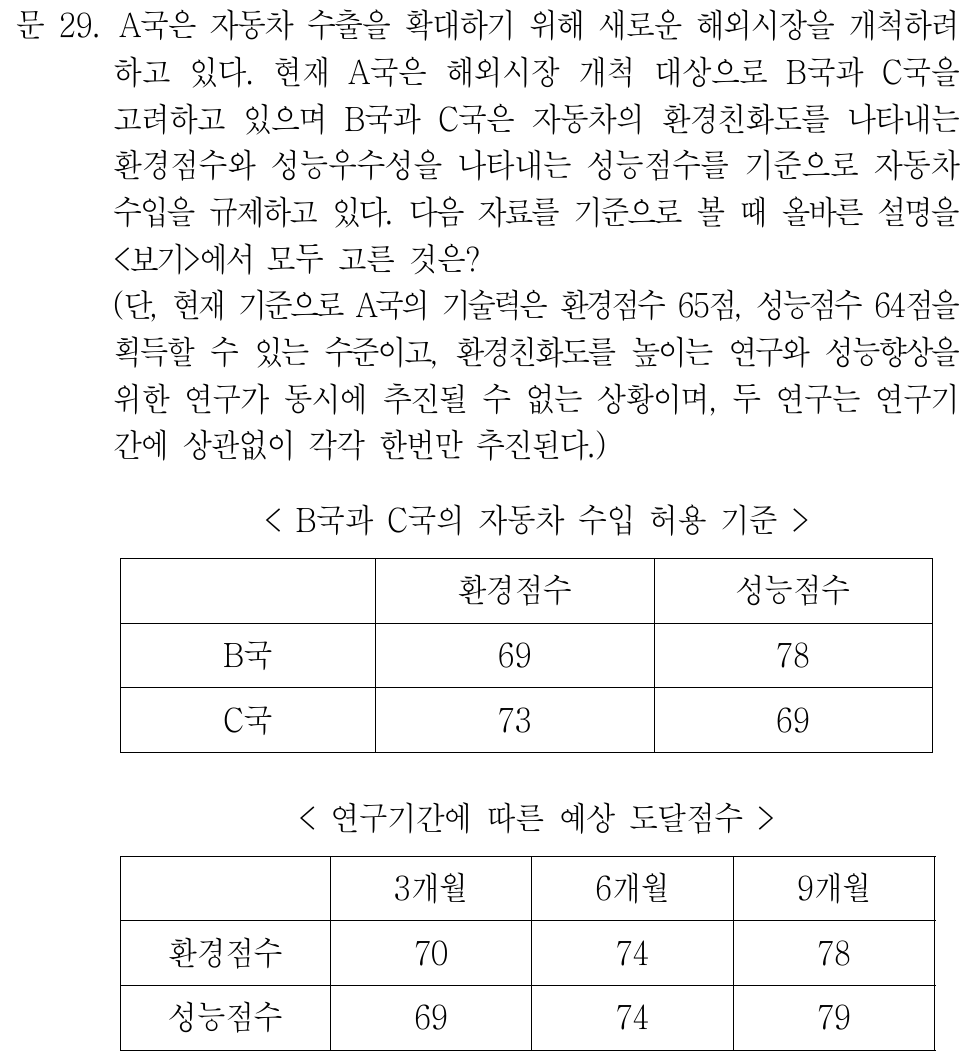 문 29. A국은 자동차 수출을 확대하기 위해 새로운 해외시장을 개척하려
하고 있다. 현재 A국은 해외시장 개척 대상으로 B국과 C국을
고려하고 있으며 B국과 C국은 자동차의 환경친화도를 나타내는
환경점수와 성능우수성을 나타내는 성능점수를 기준으로 자동차
수입을 규제하고 있다. 다음 자료를 기준으로 볼 때 올바른 설명을
<보기>에서 모두 고른 것은?
(단, 현재 기준으로 A국의 기술력은 환경점수 65점, 성능점수 64점을
획득할 수 있는 수준이고, 환경친화도를 높이는 연구와 성능향상을
위한 연구가 동시에 추진될 수 없는 상황이며, 두 연구는 연구기
간에 상관없이 각각 한번만 추진된다.)
< B국과 C국의 자동차 수입 허용 기준 >
환경점수 성능점수
B국 69 78
C국 73 69
< 연구기간에 따른 예상 도달점수 >
3개월 6개월 9개월
환경점수 70 74 78
성능점수 69 74 79